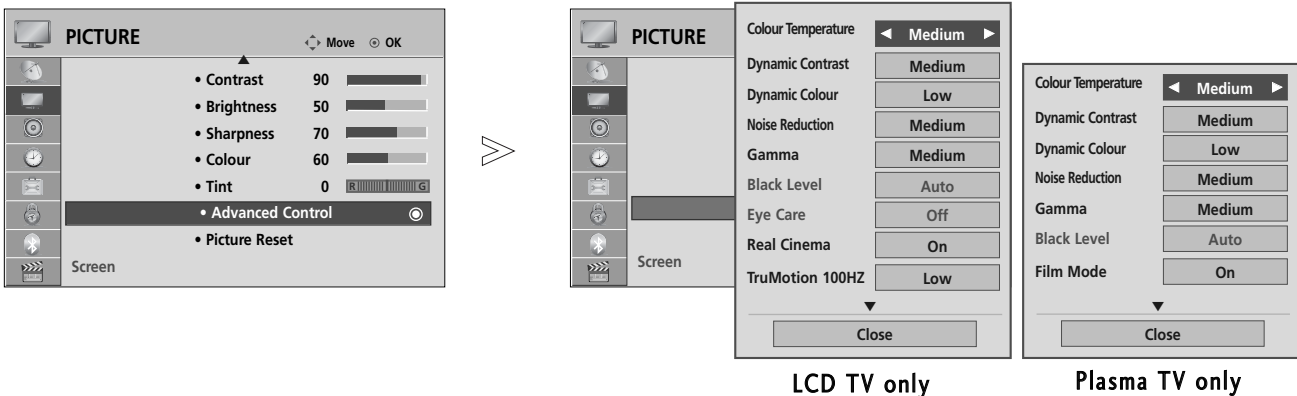 PICTURE
Move ⊙ OK
• Contrast 90
• Brightness 50
• Sharpness 70
• Colour 60
• Tint 0 R G
• Advanced Control
• Picture Reset
Screen
PICTURE
Screen
Colour Temperature ◀ Medium ▶
Dynamic Contrast Medium
Dynamic Colour Low
Noise Reduction Medium
Gamma Medium
Black Level Auto
Eye Care Off
Real Cinema On
TruMotion 100HZ Low
▼
Close
LCD TV only
Colour Temperature ◀ Medium ▶
Dynamic Contrast Medium
Dynamic Colour Low
Noise Reduction Medium
Gamma Medium
Black Level Auto
Film Mode On
▼
Close
Plasma TV only